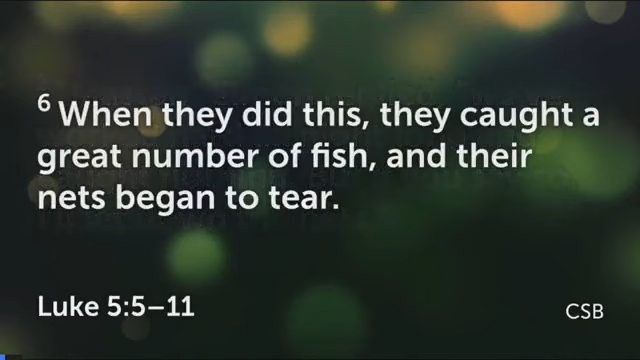 ⁶ When they did this, they caught a
great number of fish, and their
nets began to tear.
Luke 5:5–11
CSB